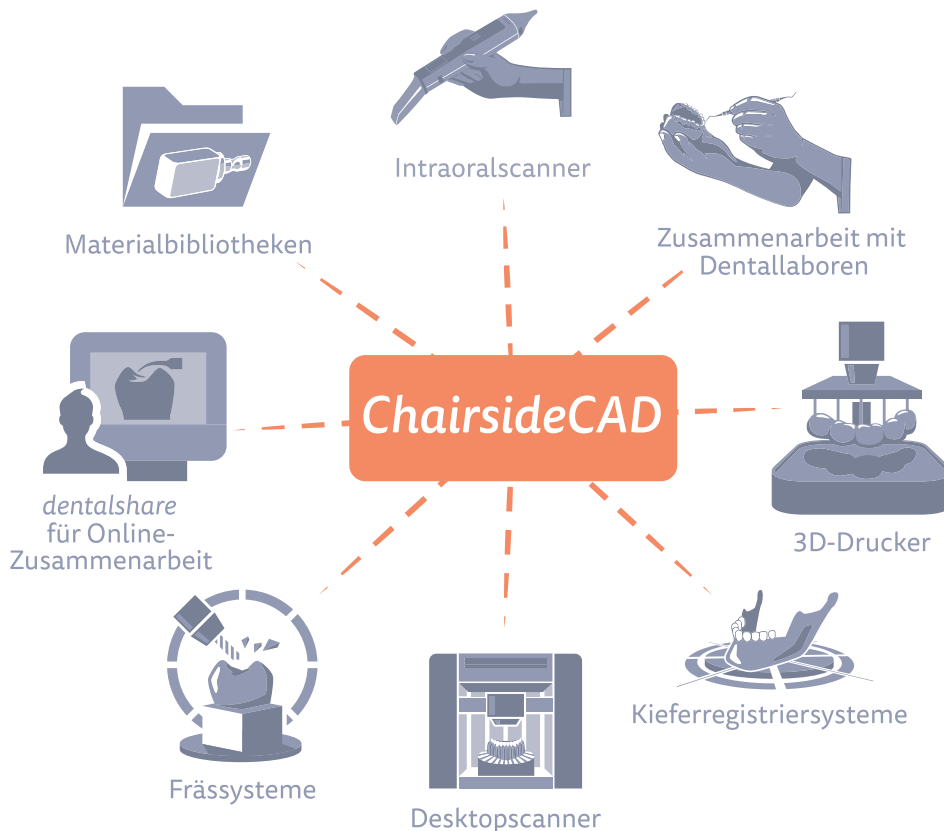 Intraoralscanner
Materialbibliotheken
Zusammenarbeit mit
Dentallaboren
ChairsideCAD
dentalshare
für Online-
Zusammenarbeit
3D-Drucker
Kieferregistriersysteme
Frässysteme
Desktopscanner